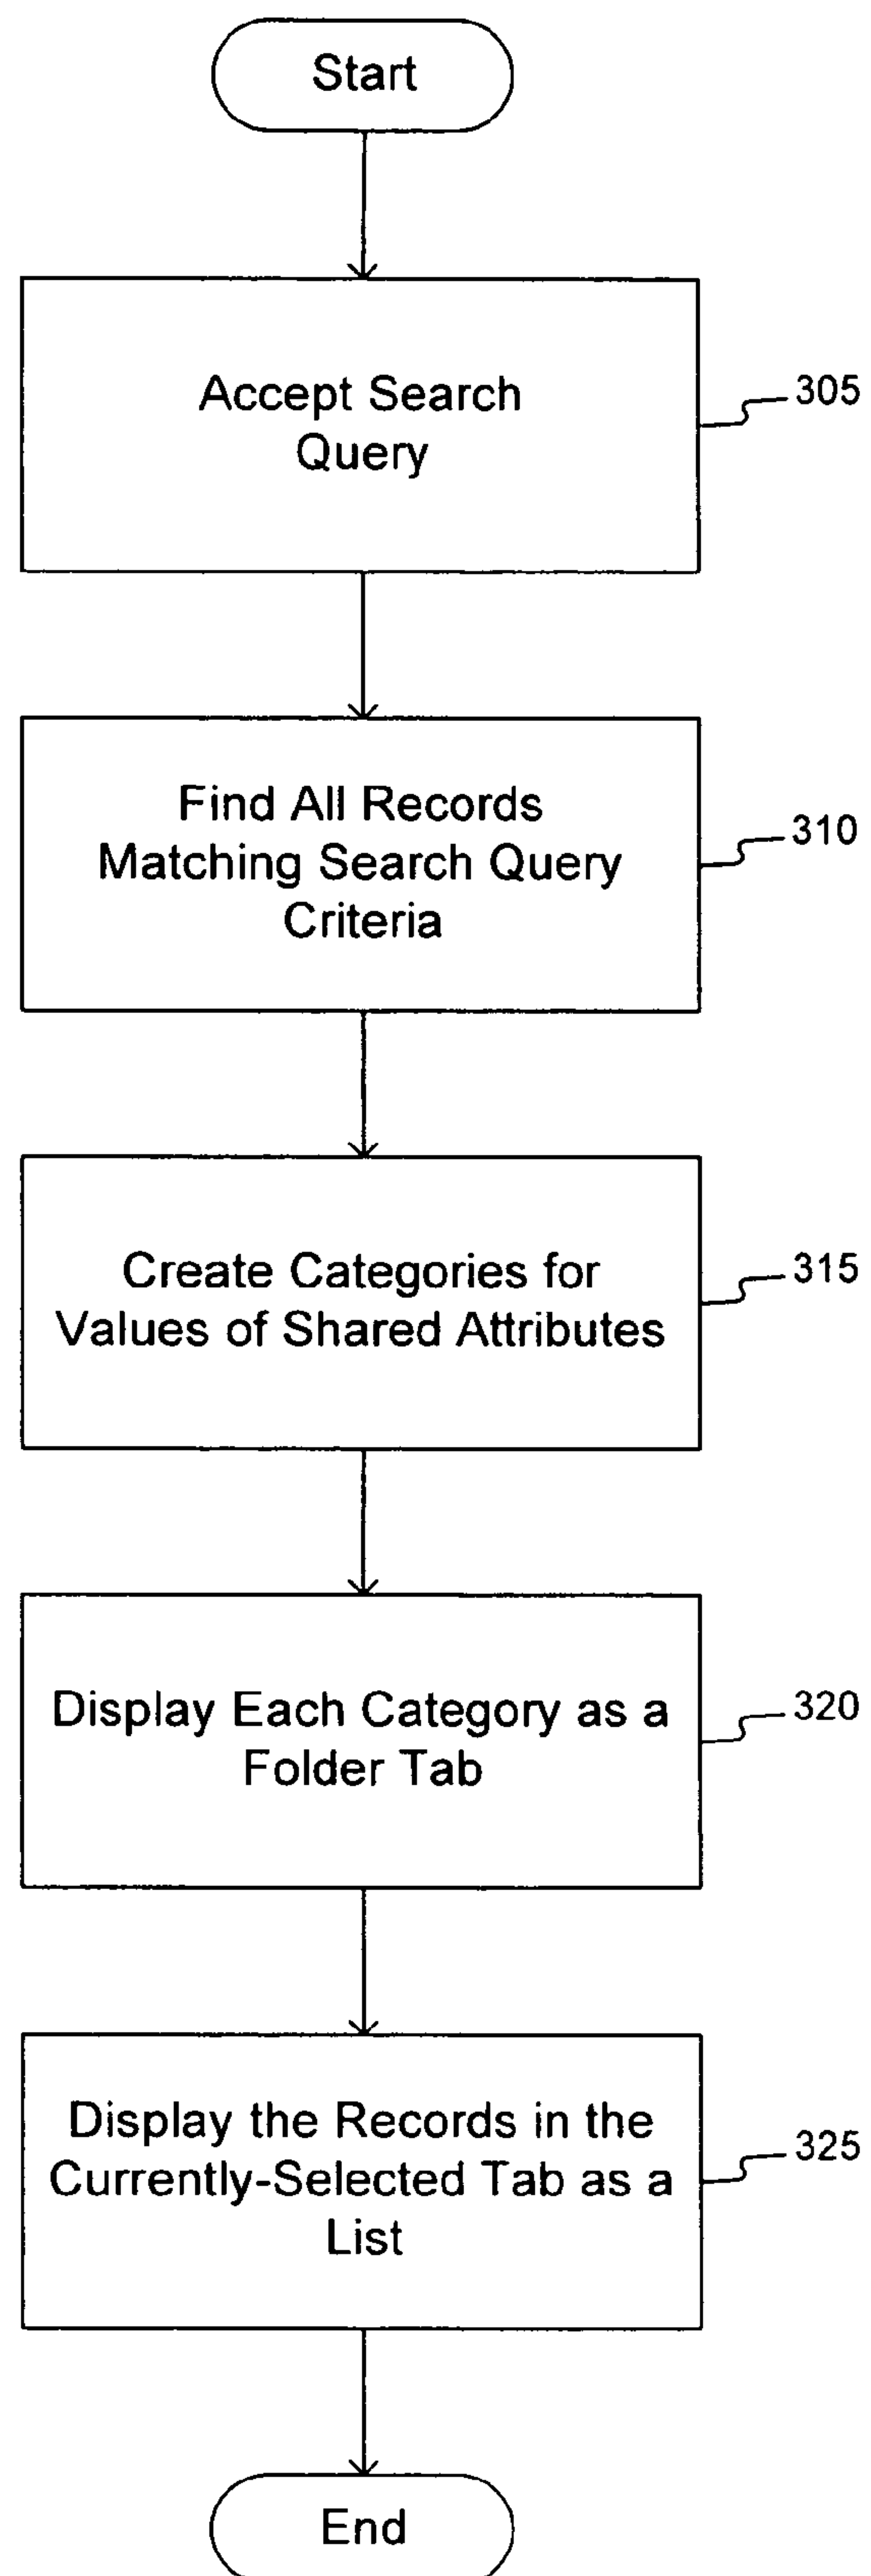 Start
Accept Search
Query
305
Find All Records
Matching Search Query
Criteria
310
Create Categories for
Values of Shared Attributes
315
Display Each Category as a
Folder Tab
320
Display the Records in the
Currently-Selected Tab as a
List
325
End